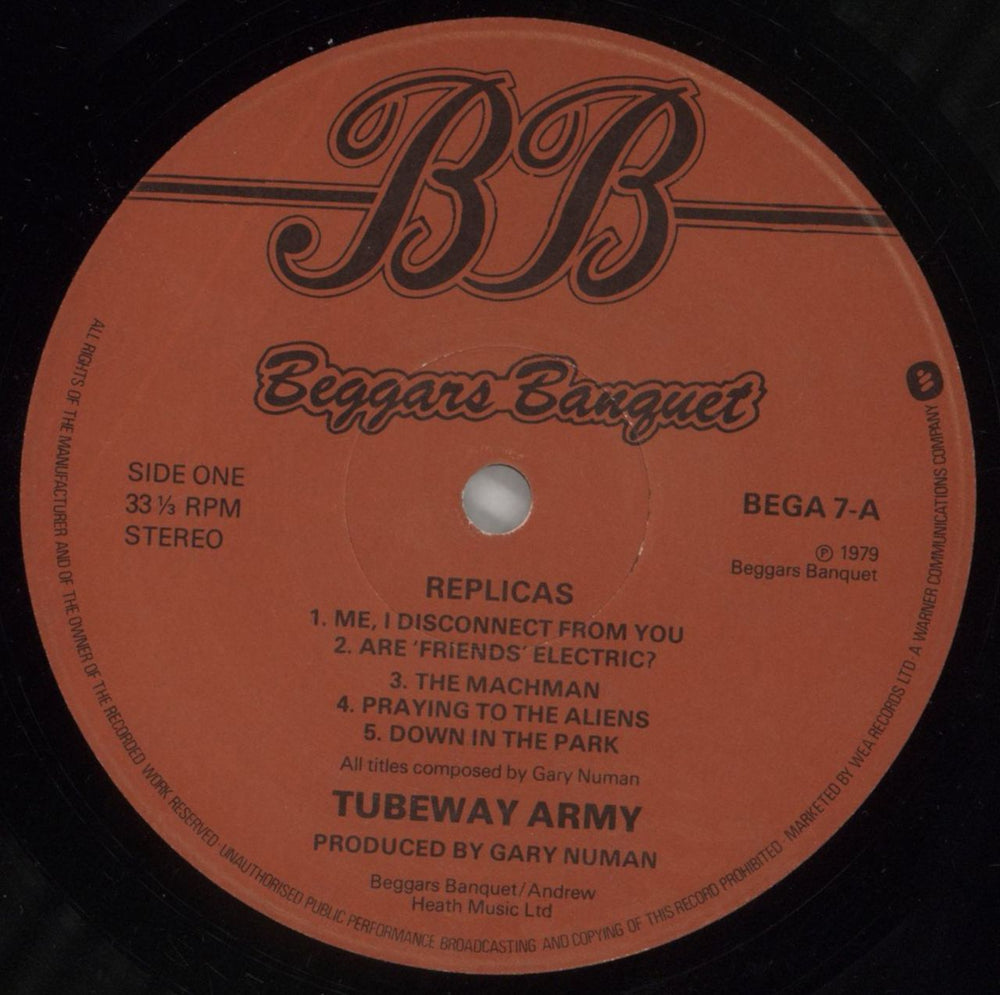 BB
Beggars Banquet
SIDE ONE
33⅓ RPM
STEREO
BEGA 7-A
℗ 1979
Beggars Banquet
REPLICAS
1. ME, I DISCONNECT FROM YOU
2. ARE 'FRIENDS' ELECTRIC?
3. THE MACHMAN
4. PRAYING TO THE ALIENS
5. DOWN IN THE PARK
All titles composed by Gary Numan
TUBEWAY ARMY
PRODUCED BY GARY NUMAN
Beggars Banquet/Andrew
Heath Music Ltd
ALL RIGHTS OF THE MANUFACTURER AND OF THE OWNER OF THE RECORDED WORK RESERVED · UNAUTHORISED PUBLIC PERFORMANCE BROADCASTING AND COPYING OF THIS RECORD PROHIBITED · MARKETED BY WEA RECORDS LTD · A WARNER COMMUNICATIONS COMPANY